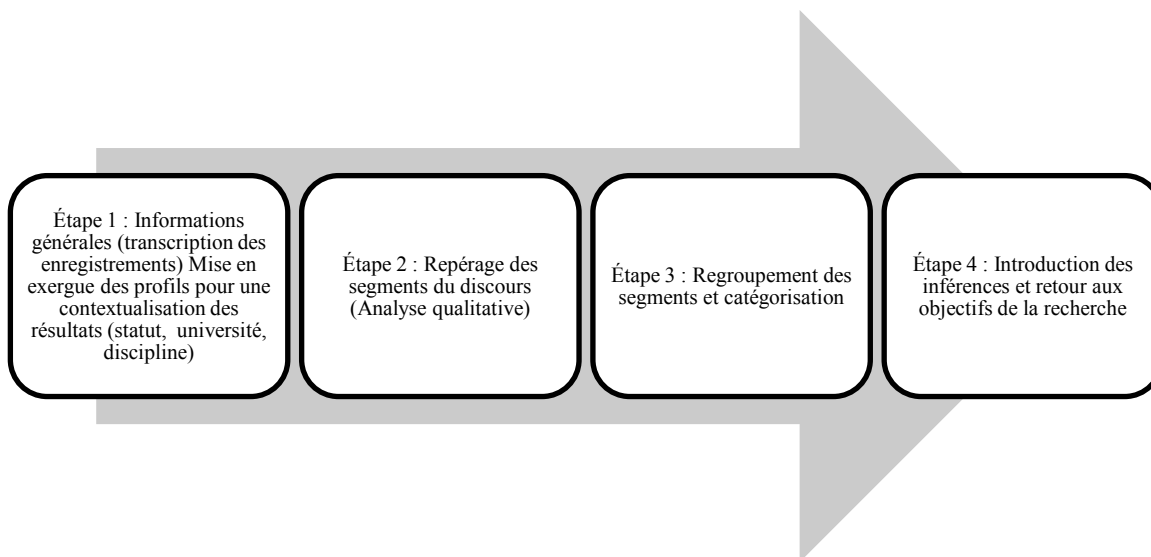 Étape 1 : Informations
générales (transcription des
enregistrements) Mise en
exergue des profils pour une
contextualisation des
résultats (statut, université,
discipline)
Étape 2 : Repérage des
segments du discours
(Analyse qualitative)
Étape 3 : Regroupement des
segments et catégorisation
Étape 4 : Introduction des
inférences et retour aux
objectifs de la recherche